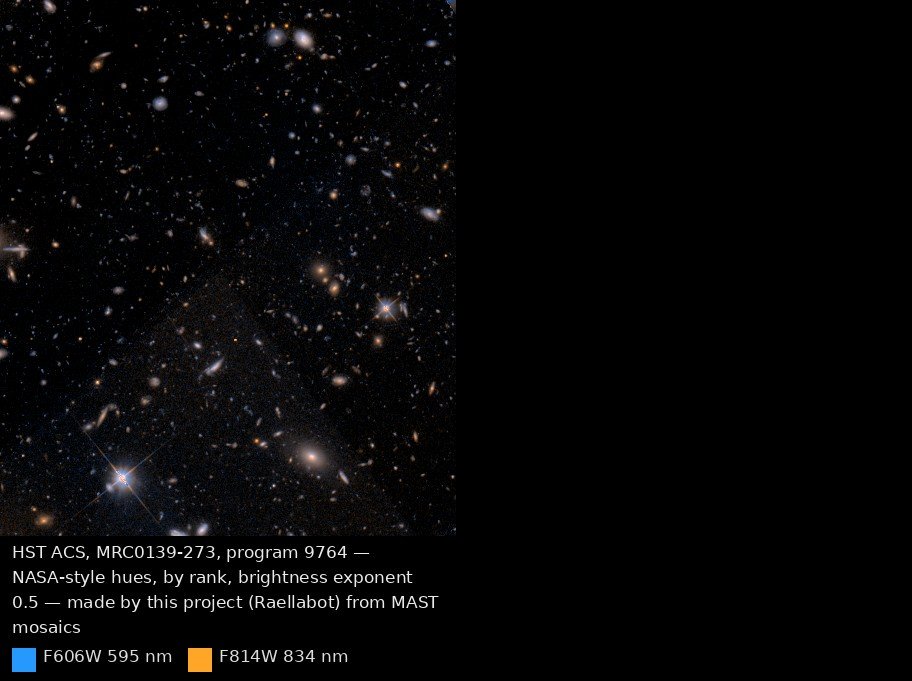 HST ACS, MRC0139-273, program 9764 —
NASA-style hues, by rank, brightness exponent
0.5 — made by this project (Raellabot) from MAST
mosaics
F606W 595 nm F814W 834 nm